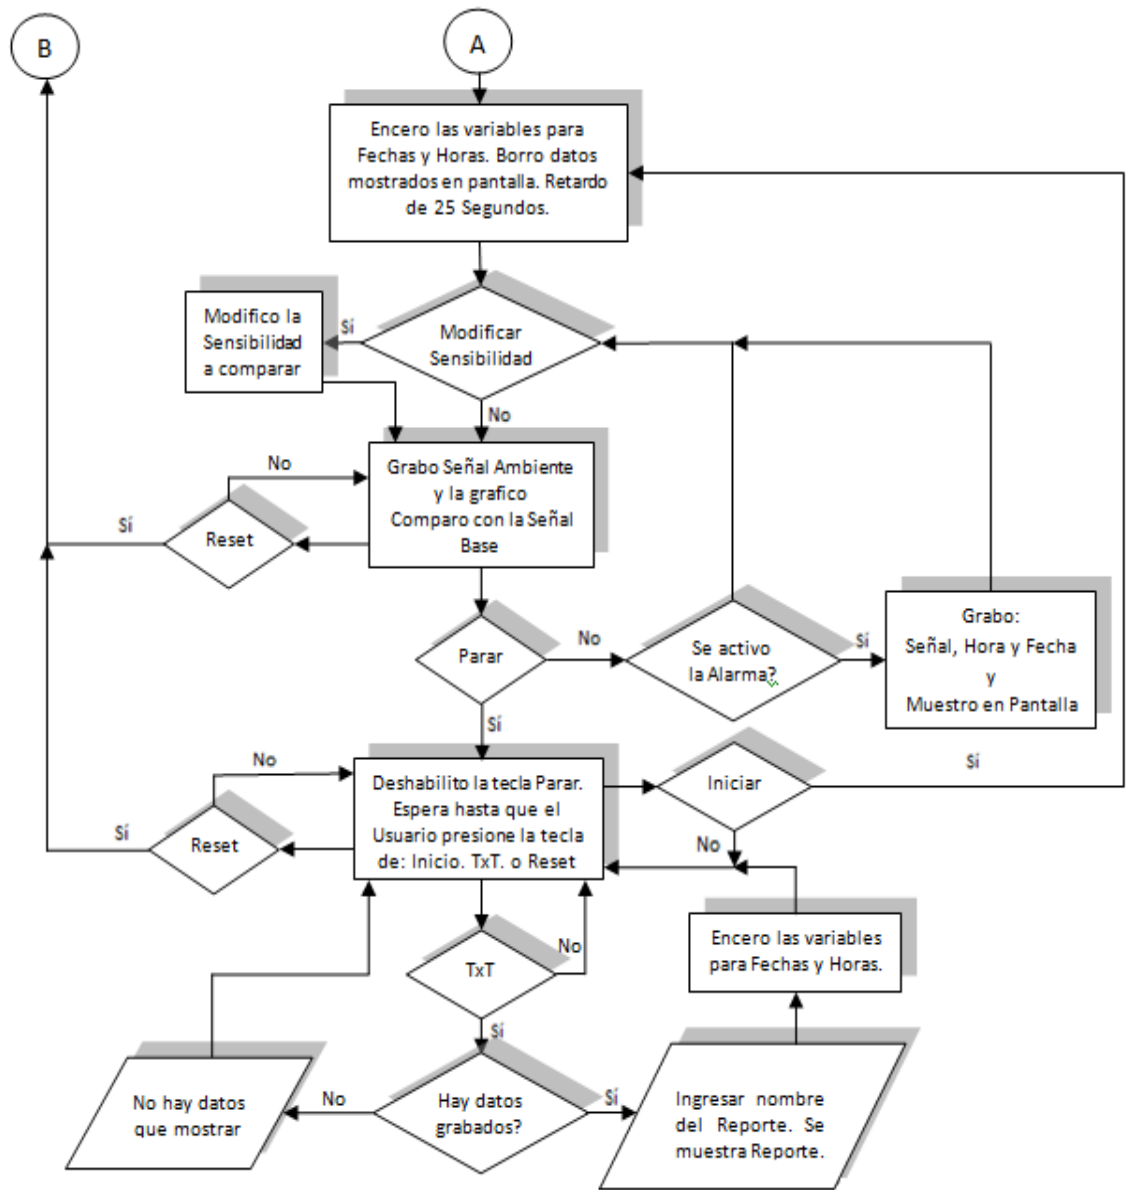 B
A
Encero las variables para
Fechas y Horas. Borro datos
mostrados en pantalla. Retardo
de 25 Segundos.
Modifico la
Sensibilidad
a comparar
Sí
Modificar
Sensibilidad
No
No
Grabo Señal Ambiente
y la grafico
Comparo con la Señal
Base
Sí
Reset
Parar
No
Se activo
la Alarma?
Sí
Grabo:
Señal, Hora y Fecha
y
Muestro en Pantalla
Sí
No
Deshabilito la tecla Parar.
Espera hasta que el
Usuario presione la tecla
de: Inicio. TxT. o Reset
Iniciar
Sí
Sí
Reset
No
TxT
No
Encero las variables
para Fechas y Horas.
Sí
No hay datos
que mostrar
No
Hay datos
grabados?
Sí
Ingresar nombre
del Reporte. Se
muestra Reporte.